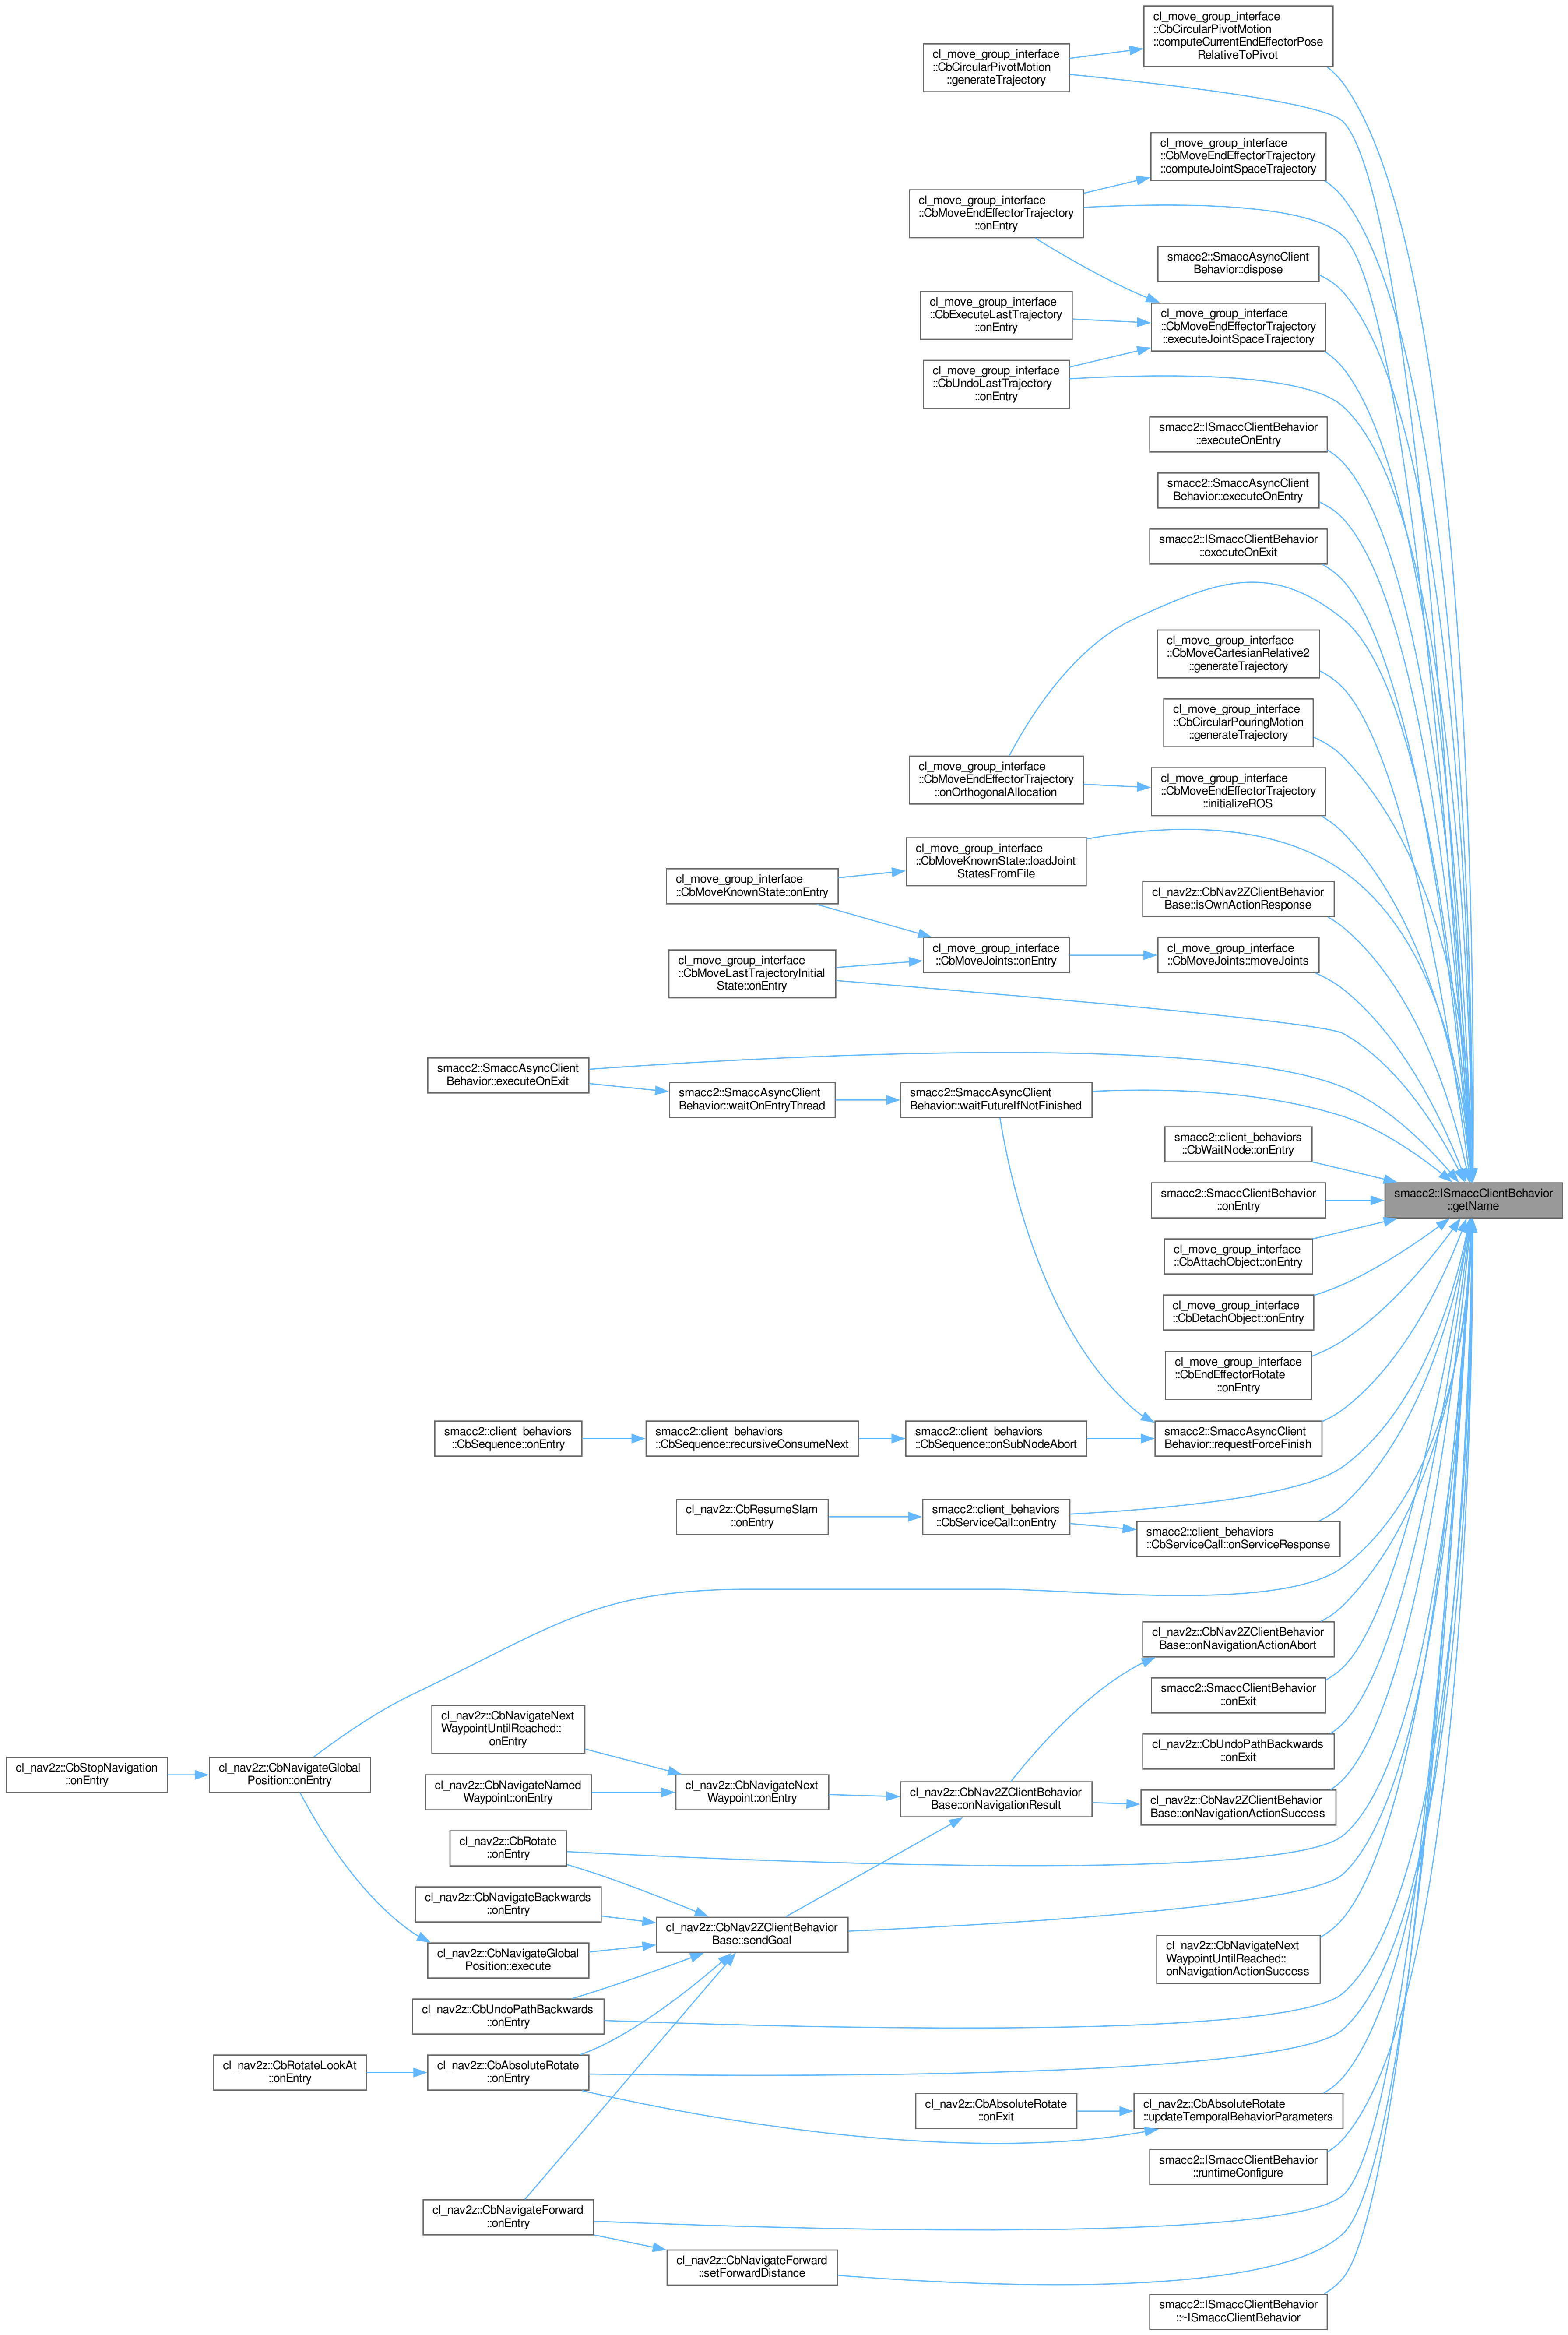 cl_move_group_interface
::CbCircularPivotMotion
::computeCurrentEndEffectorPose
RelativeToPivot
cl_move_group_interface
::CbCircularPivotMotion
::generateTrajectory
cl_move_group_interface
::CbMoveEndEffectorTrajectory
::computeJointSpaceTrajectory
cl_move_group_interface
::CbMoveEndEffectorTrajectory
::onEntry
smacc2::SmaccAsyncClient
Behavior::dispose
cl_move_group_interface
::CbExecuteLastTrajectory
::onEntry
cl_move_group_interface
::CbMoveEndEffectorTrajectory
::executeJointSpaceTrajectory
cl_move_group_interface
::CbUndoLastTrajectory
::onEntry
smacc2::ISmaccClientBehavior
::executeOnEntry
smacc2::SmaccAsyncClient
Behavior::executeOnEntry
smacc2::ISmaccClientBehavior
::executeOnExit
cl_move_group_interface
::CbMoveCartesianRelative2
::generateTrajectory
cl_move_group_interface
::CbCircularPouringMotion
::generateTrajectory
cl_move_group_interface
::CbMoveEndEffectorTrajectory
::onOrthogonalAllocation
cl_move_group_interface
::CbMoveEndEffectorTrajectory
::initializeROS
cl_move_group_interface
::CbMoveKnownState::loadJoint
StatesFromFile
cl_move_group_interface
::CbMoveKnownState::onEntry
cl_nav2z::CbNav2ZClientBehavior
Base::isOwnActionResponse
cl_move_group_interface
::CbMoveLastTrajectoryInitial
State::onEntry
cl_move_group_interface
::CbMoveJoints::onEntry
cl_move_group_interface
::CbMoveJoints::moveJoints
smacc2::SmaccAsyncClient
Behavior::executeOnExit
smacc2::SmaccAsyncClient
Behavior::waitOnEntryThread
smacc2::SmaccAsyncClient
Behavior::waitFutureIfNotFinished
smacc2::client_behaviors
::CbWaitNode::onEntry
smacc2::SmaccClientBehavior
::onEntry
smacc2::ISmaccClientBehavior
::getName
cl_move_group_interface
::CbAttachObject::onEntry
cl_move_group_interface
::CbDetachObject::onEntry
cl_move_group_interface
::CbEndEffectorRotate
::onEntry
smacc2::client_behaviors
::CbSequence::onEntry
smacc2::client_behaviors
::CbSequence::recursiveConsumeNext
smacc2::client_behaviors
::CbSequence::onSubNodeAbort
smacc2::SmaccAsyncClient
Behavior::requestForceFinish
cl_nav2z::CbResumeSlam
::onEntry
smacc2::client_behaviors
::CbServiceCall::onEntry
smacc2::client_behaviors
::CbServiceCall::onServiceResponse
cl_nav2z::CbNav2ZClientBehavior
Base::onNavigationActionAbort
smacc2::SmaccClientBehavior
::onExit
cl_nav2z::CbNavigateNext
WaypointUntilReached::
onEntry
cl_nav2z::CbUndoPathBackwards
::onExit
cl_nav2z::CbStopNavigation
::onEntry
cl_nav2z::CbNavigateGlobal
Position::onEntry
cl_nav2z::CbNavigateNamed
Waypoint::onEntry
cl_nav2z::CbNavigateNext
Waypoint::onEntry
cl_nav2z::CbNav2ZClientBehavior
Base::onNavigationResult
cl_nav2z::CbNav2ZClientBehavior
Base::onNavigationActionSuccess
cl_nav2z::CbRotate
::onEntry
cl_nav2z::CbNavigateBackwards
::onEntry
cl_nav2z::CbNav2ZClientBehavior
Base::sendGoal
cl_nav2z::CbNavigateGlobal
Position::execute
cl_nav2z::CbNavigateNext
WaypointUntilReached::
onNavigationActionSuccess
cl_nav2z::CbUndoPathBackwards
::onEntry
cl_nav2z::CbRotateLookAt
::onEntry
cl_nav2z::CbAbsoluteRotate
::onEntry
cl_nav2z::CbAbsoluteRotate
::onExit
cl_nav2z::CbAbsoluteRotate
::updateTemporalBehaviorParameters
smacc2::ISmaccClientBehavior
::runtimeConfigure
cl_nav2z::CbNavigateForward
::onEntry
cl_nav2z::CbNavigateForward
::setForwardDistance
smacc2::ISmaccClientBehavior
::~ISmaccClientBehavior